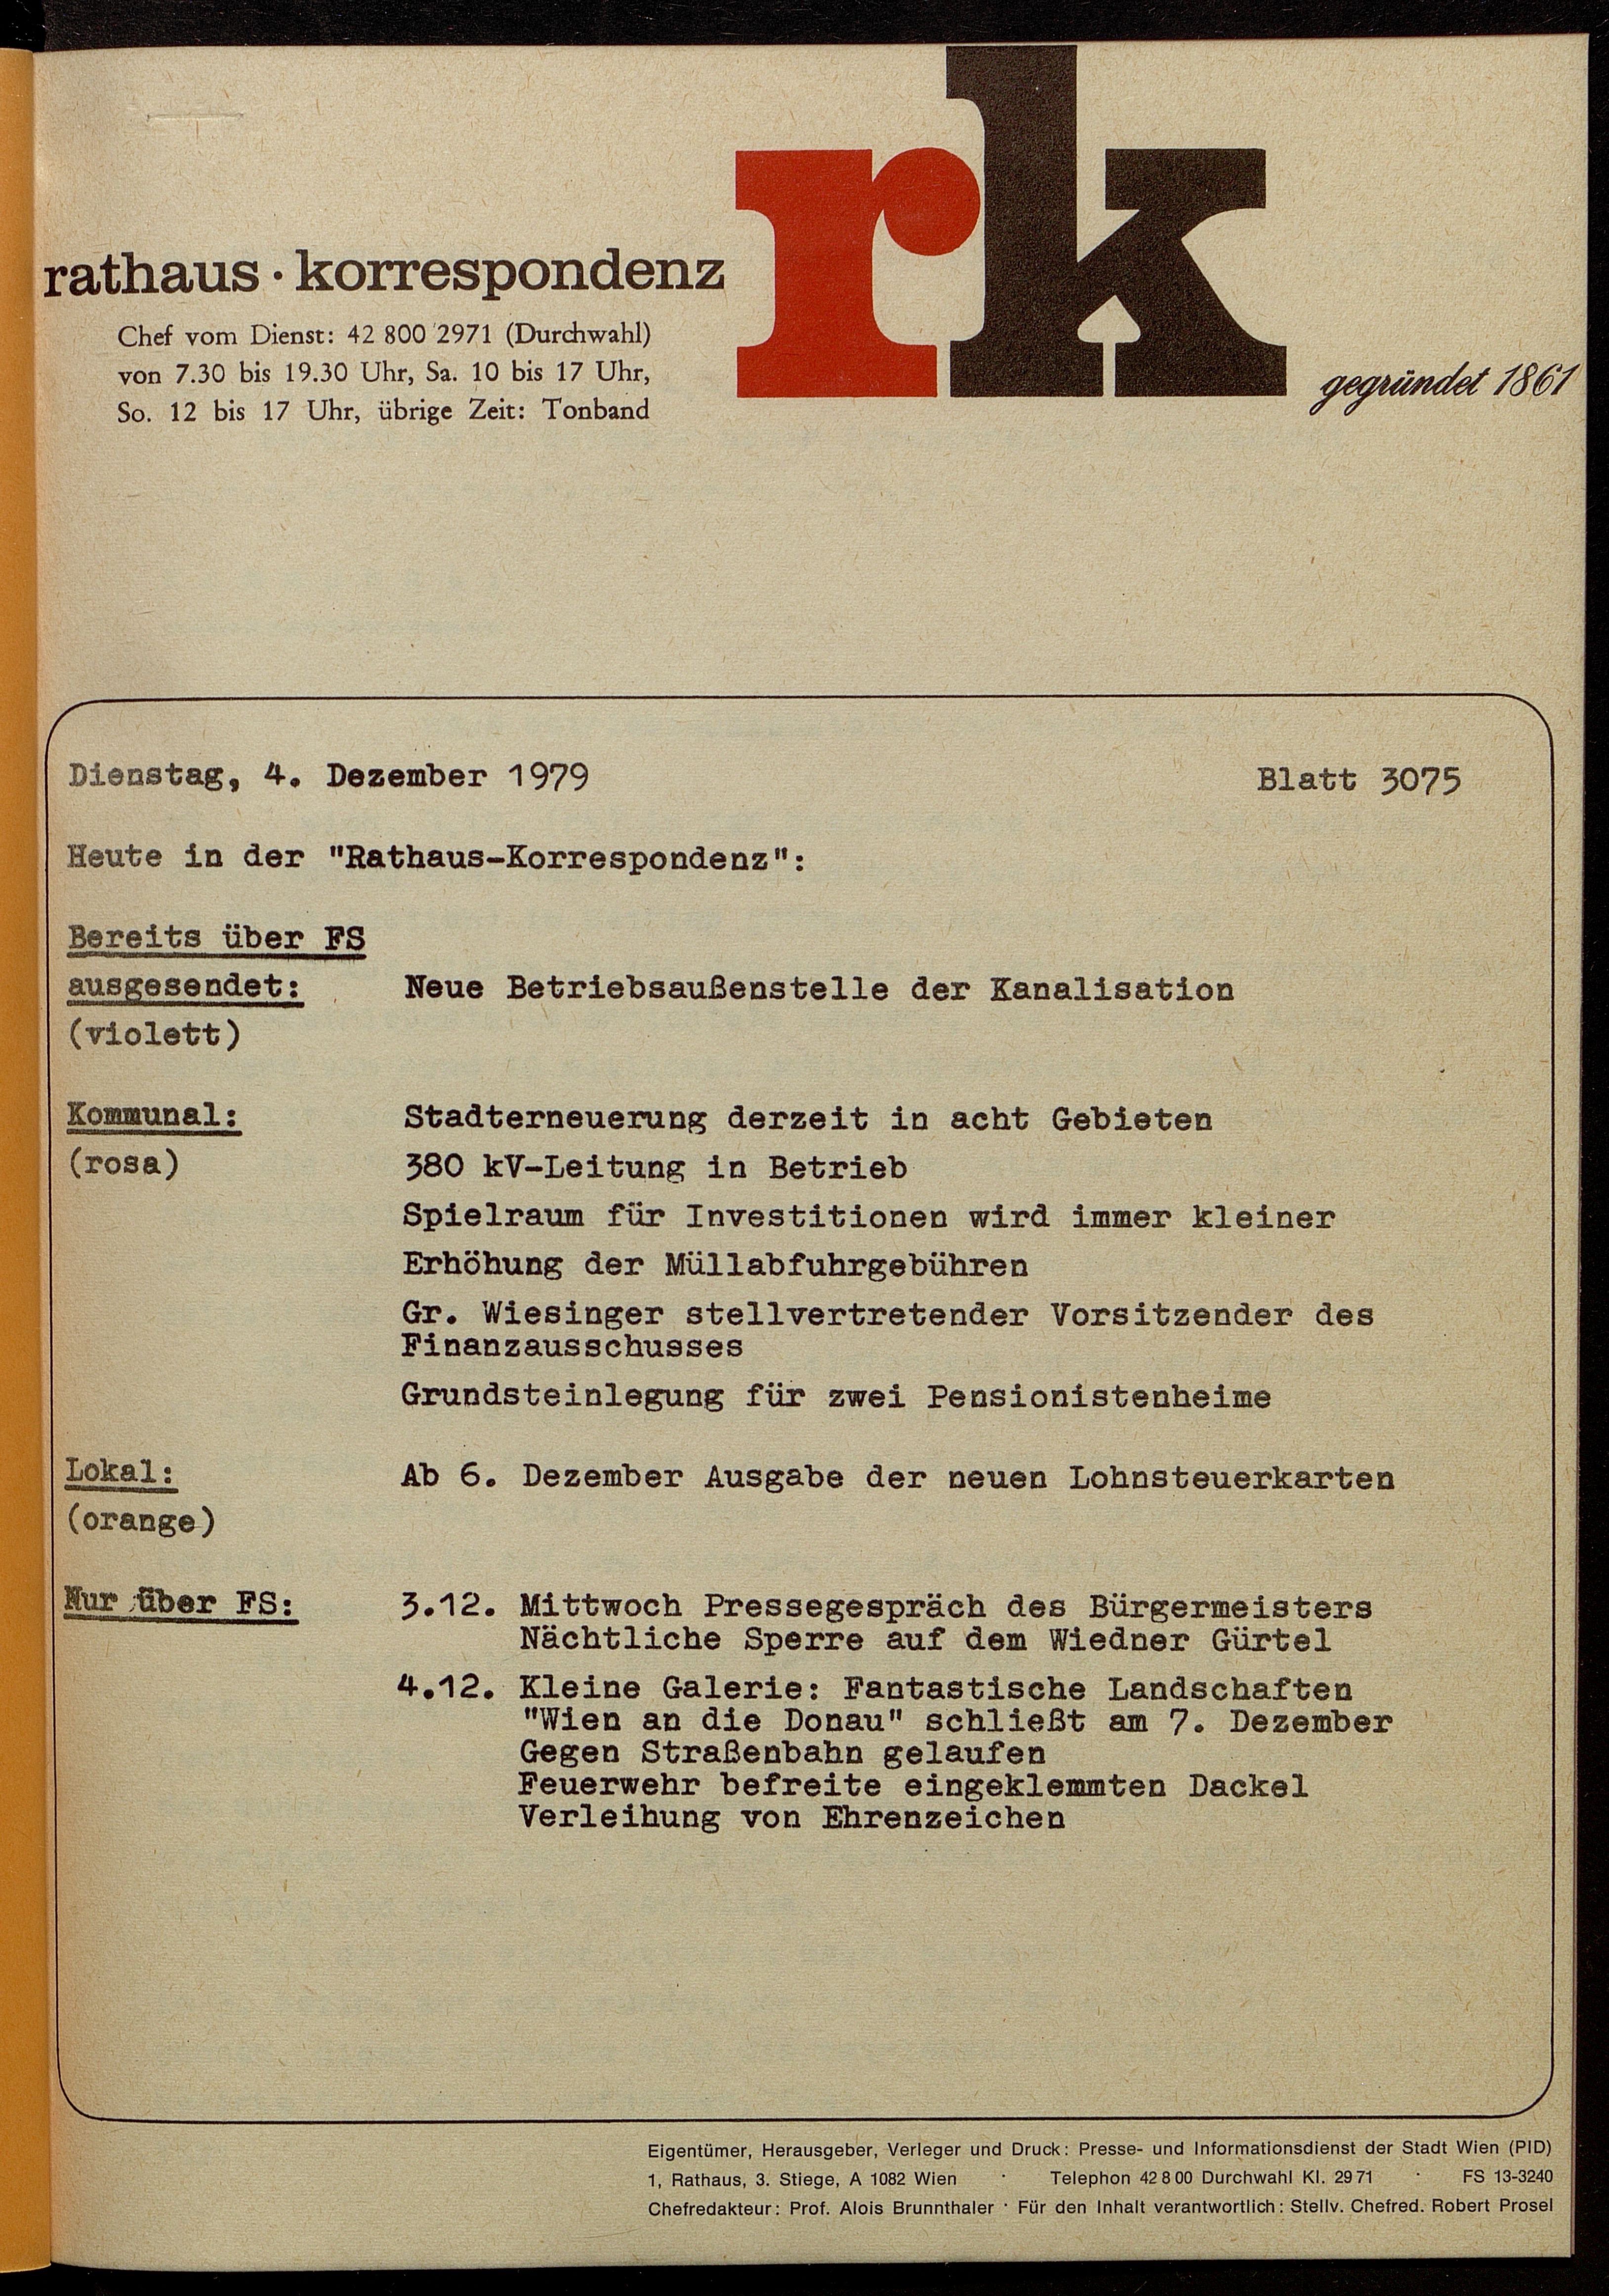 rk
rathaus · korrespondenz
Chef vom Dienst: 42 800 2971 (Durchwahl)
von 7.30 bis 19.30 Uhr, Sa. 10 bis 17 Uhr,
So. 12 bis 17 Uhr, übrige Zeit: Tonband
gegründet 1861
Dienstag, 4. Dezember 1979 Blatt 3075
Heute in der "Rathaus-Korrespondenz":
Bereits über FS
ausgesendet: Neue Betriebsaußenstelle der Kanalisation
(violett)
Kommunal: Stadterneuerung derzeit in acht Gebieten
(rosa) 380 kV-Leitung in Betrieb
Spielraum für Investitionen wird immer kleiner
Erhöhung der Müllabfuhrgebühren
Gr. Wiesinger stellvertretender Vorsitzender des
Finanzausschusses
Grundsteinlegung für zwei Pensionistenheime
Lokal: Ab 6. Dezember Ausgabe der neuen Lohnsteuerkarten
(orange)
Nur über FS: 3.12. Mittwoch Pressegespräch des Bürgermeisters
Nächtliche Sperre auf dem Wiedner Gürtel
4.12. Kleine Galerie: Fantastische Landschaften
"Wien an die Donau" schließt am 7. Dezember
Gegen Straßenbahn gelaufen
Feuerwehr befreite eingeklemmten Dackel
Verleihung von Ehrenzeichen
Eigentümer, Herausgeber, Verleger und Druck: Presse- und Informationsdienst der Stadt Wien (PID)
1, Rathaus, 3. Stiege, A 1082 Wien · Telephon 42 8 00 Durchwahl Kl. 29 71 · FS 13-3240
Chefredakteur: Prof. Alois Brunnthaler · Für den Inhalt verantwortlich: Stellv. Chefred. Robert Prosel